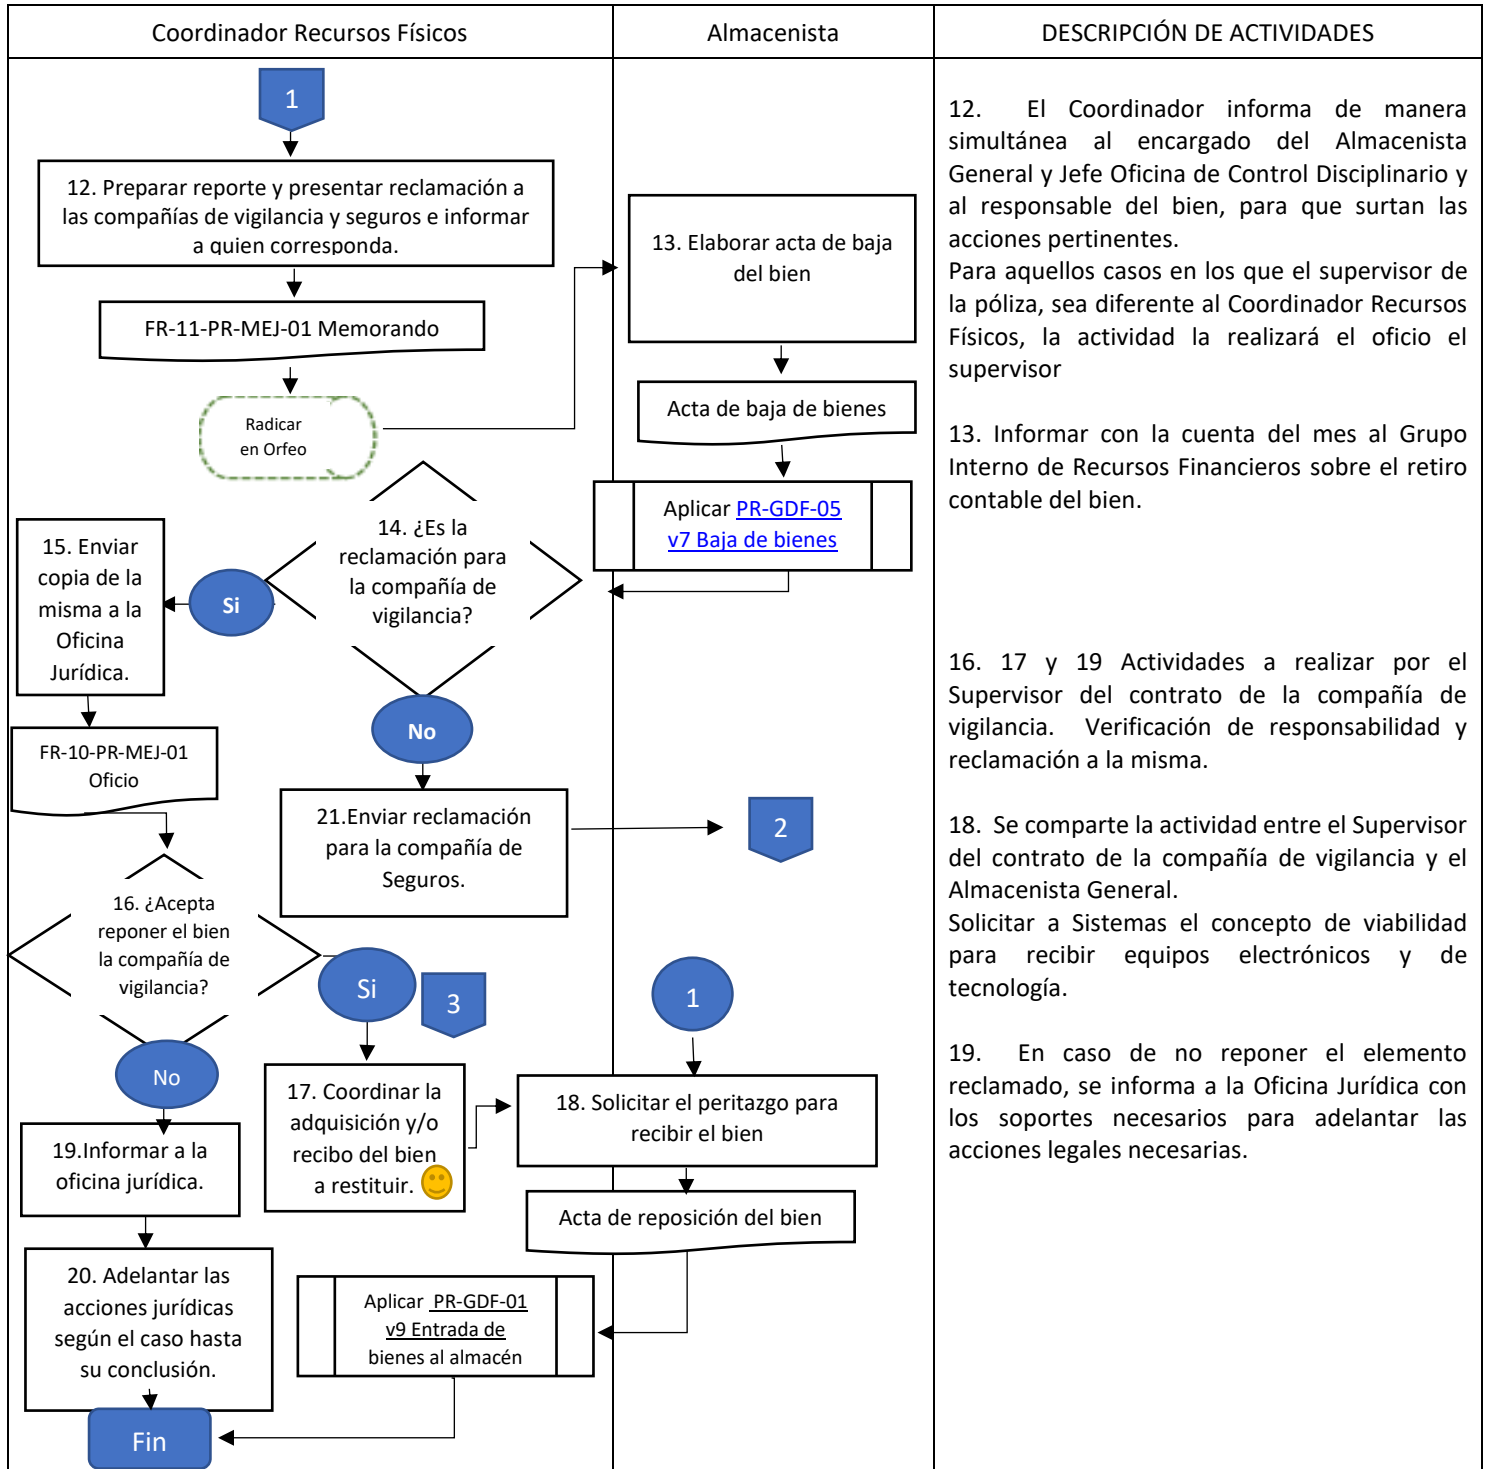 Coordinador Recursos Físicos
Almacenista
DESCRIPCIÓN DE ACTIVIDADES
1
12. Preparar reporte y presentar reclamación a
las compañías de vigilancia y seguros e informar
a quien corresponda.
FR-11-PR-MEJ-01 Memorando
Radicar
en Orfeo
13. Elaborar acta de baja
del bien
Acta de baja de bienes
Aplicar PR-GDF-05
v7 Baja de bienes
14. ¿Es la
reclamación para
la compañía de
vigilancia?
Si
15. Enviar
copia de la
misma a la
Oficina
Jurídica.
FR-10-PR-MEJ-01
Oficio
No
21.Enviar reclamación
para la compañía de
Seguros.
2
16. ¿Acepta
reponer el bien
la compañía de
vigilancia?
Si
3
1
No
17. Coordinar la
adquisición y/o
recibo del bien
a restituir.
18. Solicitar el peritazgo para
recibir el bien
19.Informar a la
oficina jurídica.
Acta de reposición del bien
20. Adelantar las
acciones jurídicas
según el caso hasta
su conclusión.
Aplicar PR-GDF-01
v9 Entrada de
bienes al almacén
Fin
12. El Coordinador informa de manera
simultánea al encargado del Almacenista
General y Jefe Oficina de Control Disciplinario y
al responsable del bien, para que surtan las
acciones pertinentes.
Para aquellos casos en los que el supervisor de
la póliza, sea diferente al Coordinador Recursos
Físicos, la actividad la realizará el oficio el
supervisor
13. Informar con la cuenta del mes al Grupo
Interno de Recursos Financieros sobre el retiro
contable del bien.
16. 17 y 19 Actividades a realizar por el
Supervisor del contrato de la compañía de
vigilancia. Verificación de responsabilidad y
reclamación a la misma.
18. Se comparte la actividad entre el Supervisor
del contrato de la compañía de vigilancia y el
Almacenista General.
Solicitar a Sistemas el concepto de viabilidad
para recibir equipos electrónicos y de
tecnología.
19. En caso de no reponer el elemento
reclamado, se informa a la Oficina Jurídica con
los soportes necesarios para adelantar las
acciones legales necesarias.